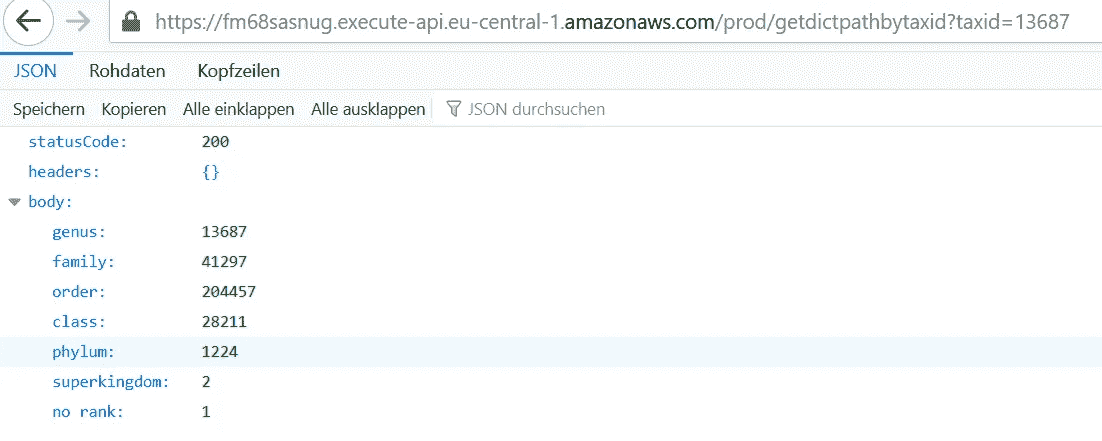 https://fm68sasnug.execute-api.eu-central-1.amazonaws.com/prod/getdictpathbytaxid?taxid=13687
JSON Rohdaten Kopfzeilen
Speichern Kopieren Alle einklappen Alle ausklappen JSON durchsuchen
statusCode: 200
headers: {}
body:
genus: 13687
family: 41297
order: 204457
class: 28211
phylum: 1224
superkingdom: 2
no rank: 1